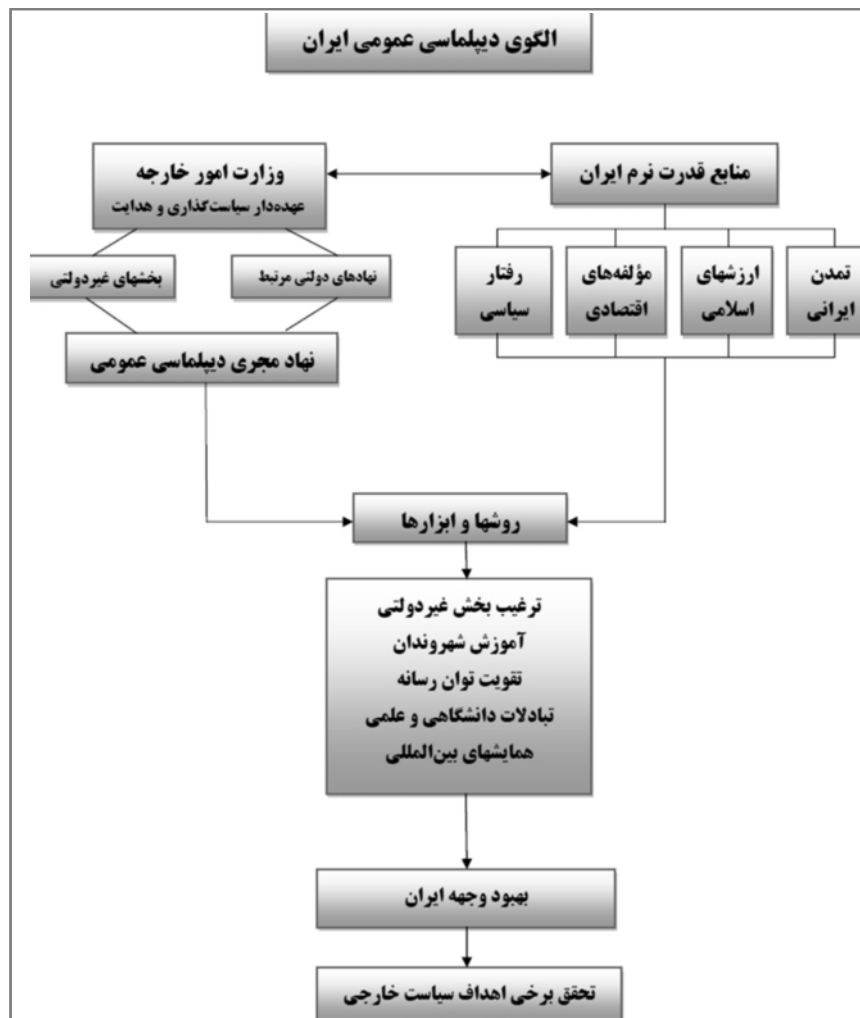 الگوی دیپلماسی عمومی ایران
منابع قدرت نرم ایران
وزارت امور خارجه
عهده‌دار سیاست‌گذاری و هدایت
تمدن
ایرانی
ارزشهای
اسلامی
مؤلفه‌های
اقتصادی
رفتار
سیاسی
نهادهای دولتی مرتبط
بخشهای غیردولتی
نهاد مجری دیپلماسی عمومی
روشها و ابزارها
ترغیب بخش غیردولتی
آموزش شهروندان
تقویت توان رسانه
تبادلات دانشگاهی و علمی
همایشهای بین‌المللی
بهبود وجهه ایران
تحقق برخی اهداف سیاست خارجی